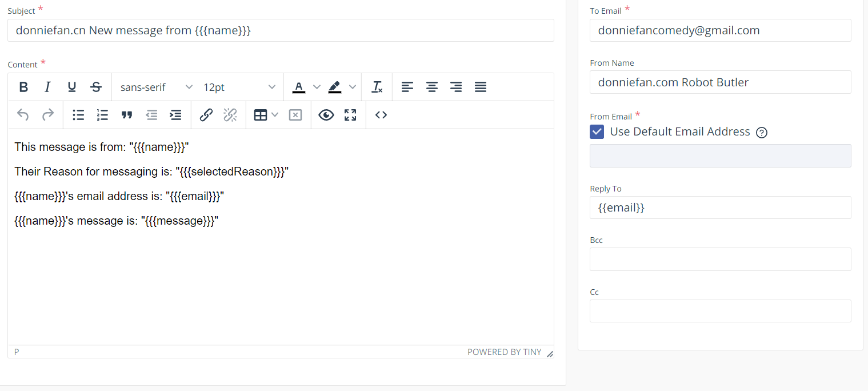 Subject *
donniefan.cn New message from {{{name}}}
Content *
B I U S sans-serif 12pt A
This message is from: "{{{name}}}"
Their Reason for messaging is: "{{{selectedReason}}}"
{{{name}}}'s email address is: "{{{email}}}"
{{{name}}}'s message is: "{{{message}}}"
P POWERED BY TINY
To Email *
donniefancomedy@gmail.com
From Name
donniefan.com Robot Butler
From Email *
Use Default Email Address ?
Reply To
{{email}}
Bcc
Cc